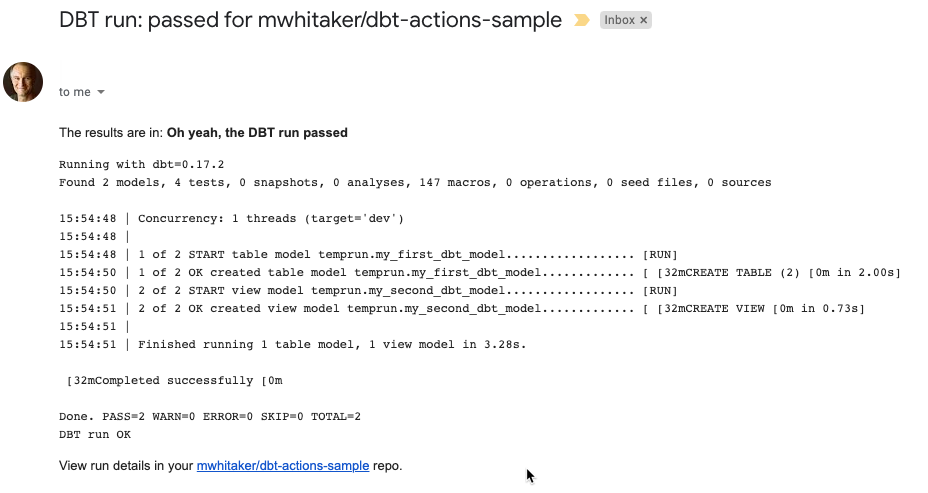 DBT run: passed for mwhitaker/dbt-actions-sample Inbox ×
to me
The results are in: Oh yeah, the DBT run passed
Running with dbt=0.17.2
Found 2 models, 4 tests, 0 snapshots, 0 analyses, 147 macros, 0 operations, 0 seed files, 0 sources
15:54:48 | Concurrency: 1 threads (target='dev')
15:54:48 |
15:54:48 | 1 of 2 START table model temprun.my_first_dbt_model.................. [RUN]
15:54:50 | 1 of 2 OK created table model temprun.my_first_dbt_model............. [ [32mCREATE TABLE (2) [0m in 2.00s]
15:54:50 | 2 of 2 START view model temprun.my_second_dbt_model.................. [RUN]
15:54:51 | 2 of 2 OK created view model temprun.my_second_dbt_model............. [ [32mCREATE VIEW [0m in 0.73s]
15:54:51 |
15:54:51 | Finished running 1 table model, 1 view model in 3.28s.
[32mCompleted successfully [0m
Done. PASS=2 WARN=0 ERROR=0 SKIP=0 TOTAL=2
DBT run OK
View run details in your mwhitaker/dbt-actions-sample repo.